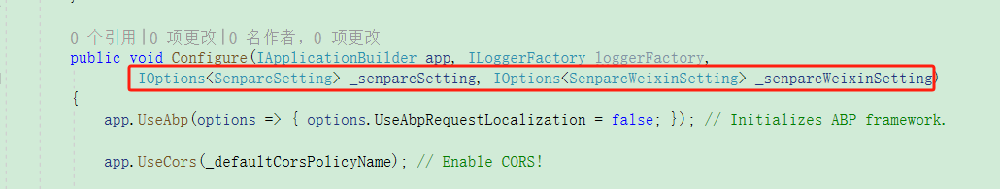 0 个引用|0 项更改|0 名作者, 0 项更改
public void Configure(IApplicationBuilder app, ILoggerFactory loggerFactory,
IOptions<SenparcSetting> _senparcSetting, IOptions<SenparcWeixinSetting> _senparcWeixinSetting)
{
app.UseAbp(options => { options.UseAbpRequestLocalization = false; }); // Initializes ABP framework.
app.UseCors(_defaultCorsPolicyName); // Enable CORS!